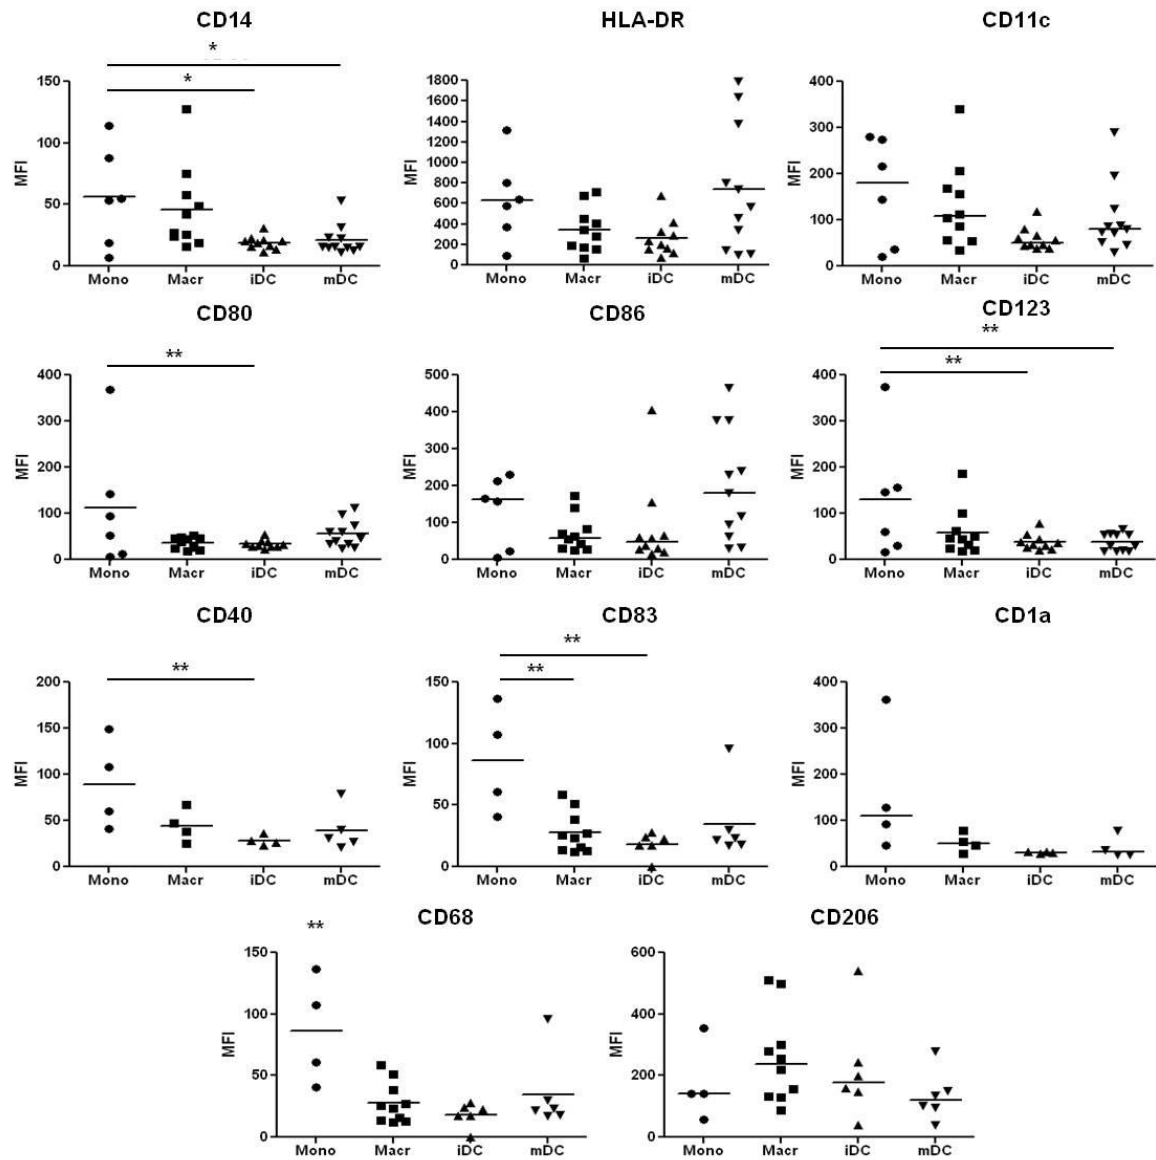 CD14 HLA-DR CD11c
*
*
150 100 50 0
MFI
Mono Macr iDC mDC
1800 1600 1400 1200 1000 800 600 400 200 0
MFI
Mono Macr iDC mDC
400 300 200 100 0
MFI
Mono Macr iDC mDC
CD80 CD86 CD123
**
400 300 200 100 0
MFI
Mono Macr iDC mDC
500 400 300 200 100 0
MFI
Mono Macr iDC mDC
**
**
400 300 200 100 0
MFI
Mono Macr iDC mDC
CD40 CD83 CD1a
**
200 150 100 50 0
MFI
Mono Macr iDC mDC
**
**
150 100 50 0
MFI
Mono Macr iDC mDC
400 300 200 100 0
MFI
Mono Macr iDC mDC
CD68 CD206
**
150 100 50 0
MFI
Mono Macr iDC mDC
600 400 200 0
MFI
Mono Macr iDC mDC